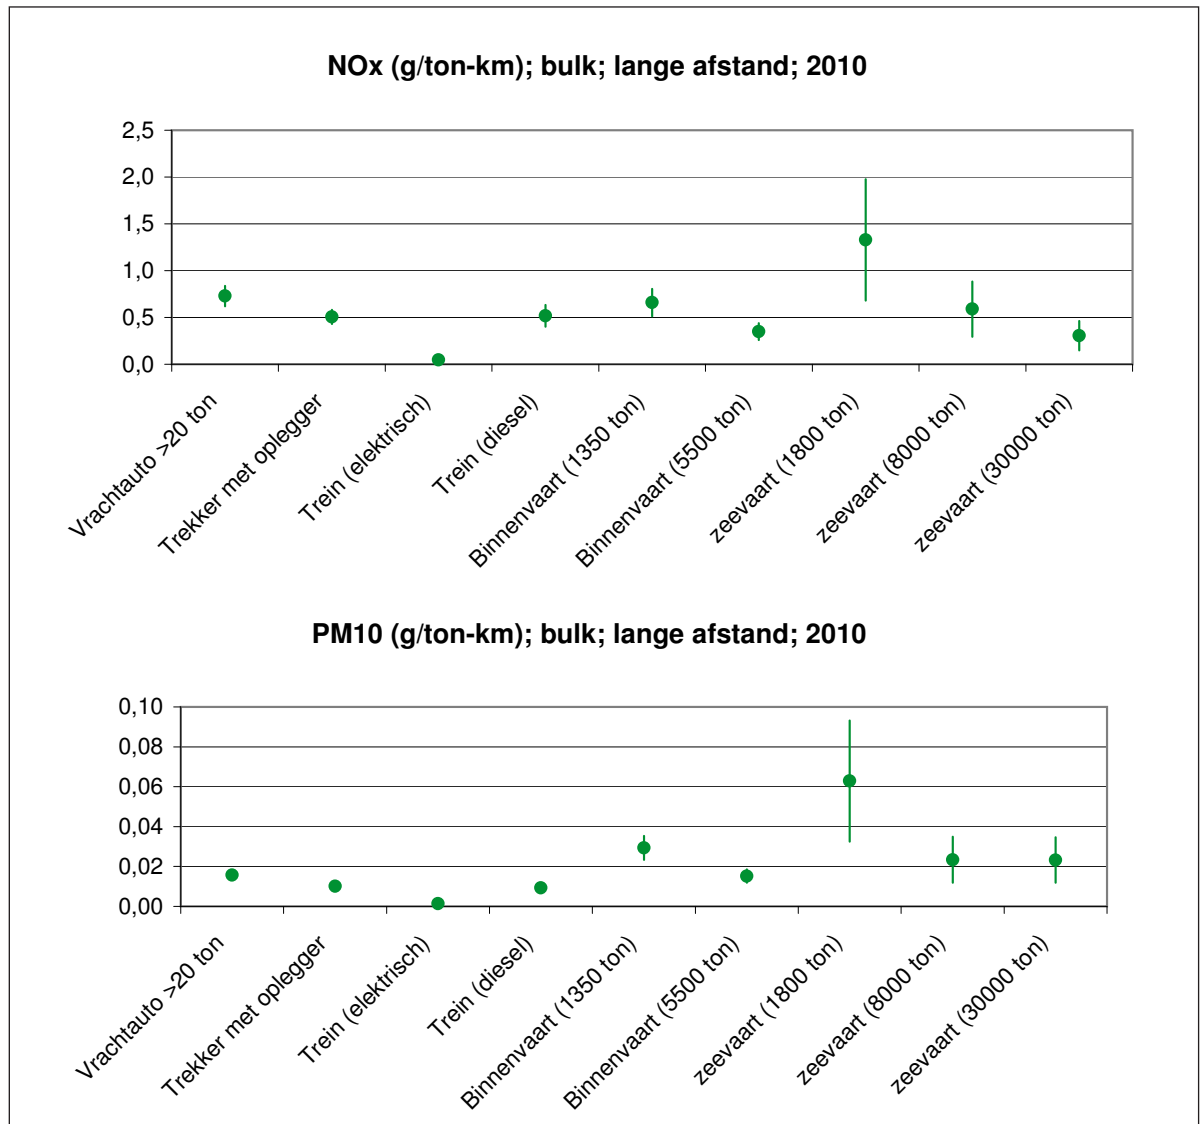 NOx (g/ton-km); bulk; lange afstand; 2010
2,5
2,0
1,5
1,0
0,5
0,0
Vrachtauto >20 ton
Trekker met oplegger
Trein (elektrisch)
Trein (diesel)
Binnenvaart (1350 ton)
Binnenvaart (5500 ton)
zeevaart (1800 ton)
zeevaart (8000 ton)
zeevaart (30000 ton)
PM10 (g/ton-km); bulk; lange afstand; 2010
0,10
0,08
0,06
0,04
0,02
0,00
Vrachtauto >20 ton
Trekker met oplegger
Trein (elektrisch)
Trein (diesel)
Binnenvaart (1350 ton)
Binnenvaart (5500 ton)
zeevaart (1800 ton)
zeevaart (8000 ton)
zeevaart (30000 ton)